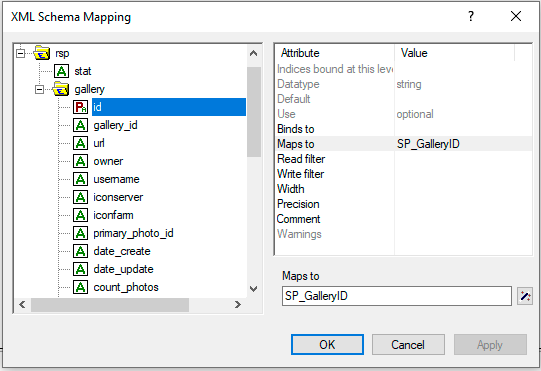 XML Schema Mapping
?
rsp
A stat
gallery
id
A gallery_id
A url
A owner
A username
A iconserver
A iconfarm
A primary_photo_id
A date_create
A date_update
A count_photos
Attribute Value
Indices bound at this leve
Datatype string
Default
Use optional
Binds to
Maps to SP_GalleryID
Read filter
Write filter
Width
Precision
Comment
Warnings
Maps to
SP_GalleryID
OK Cancel Apply